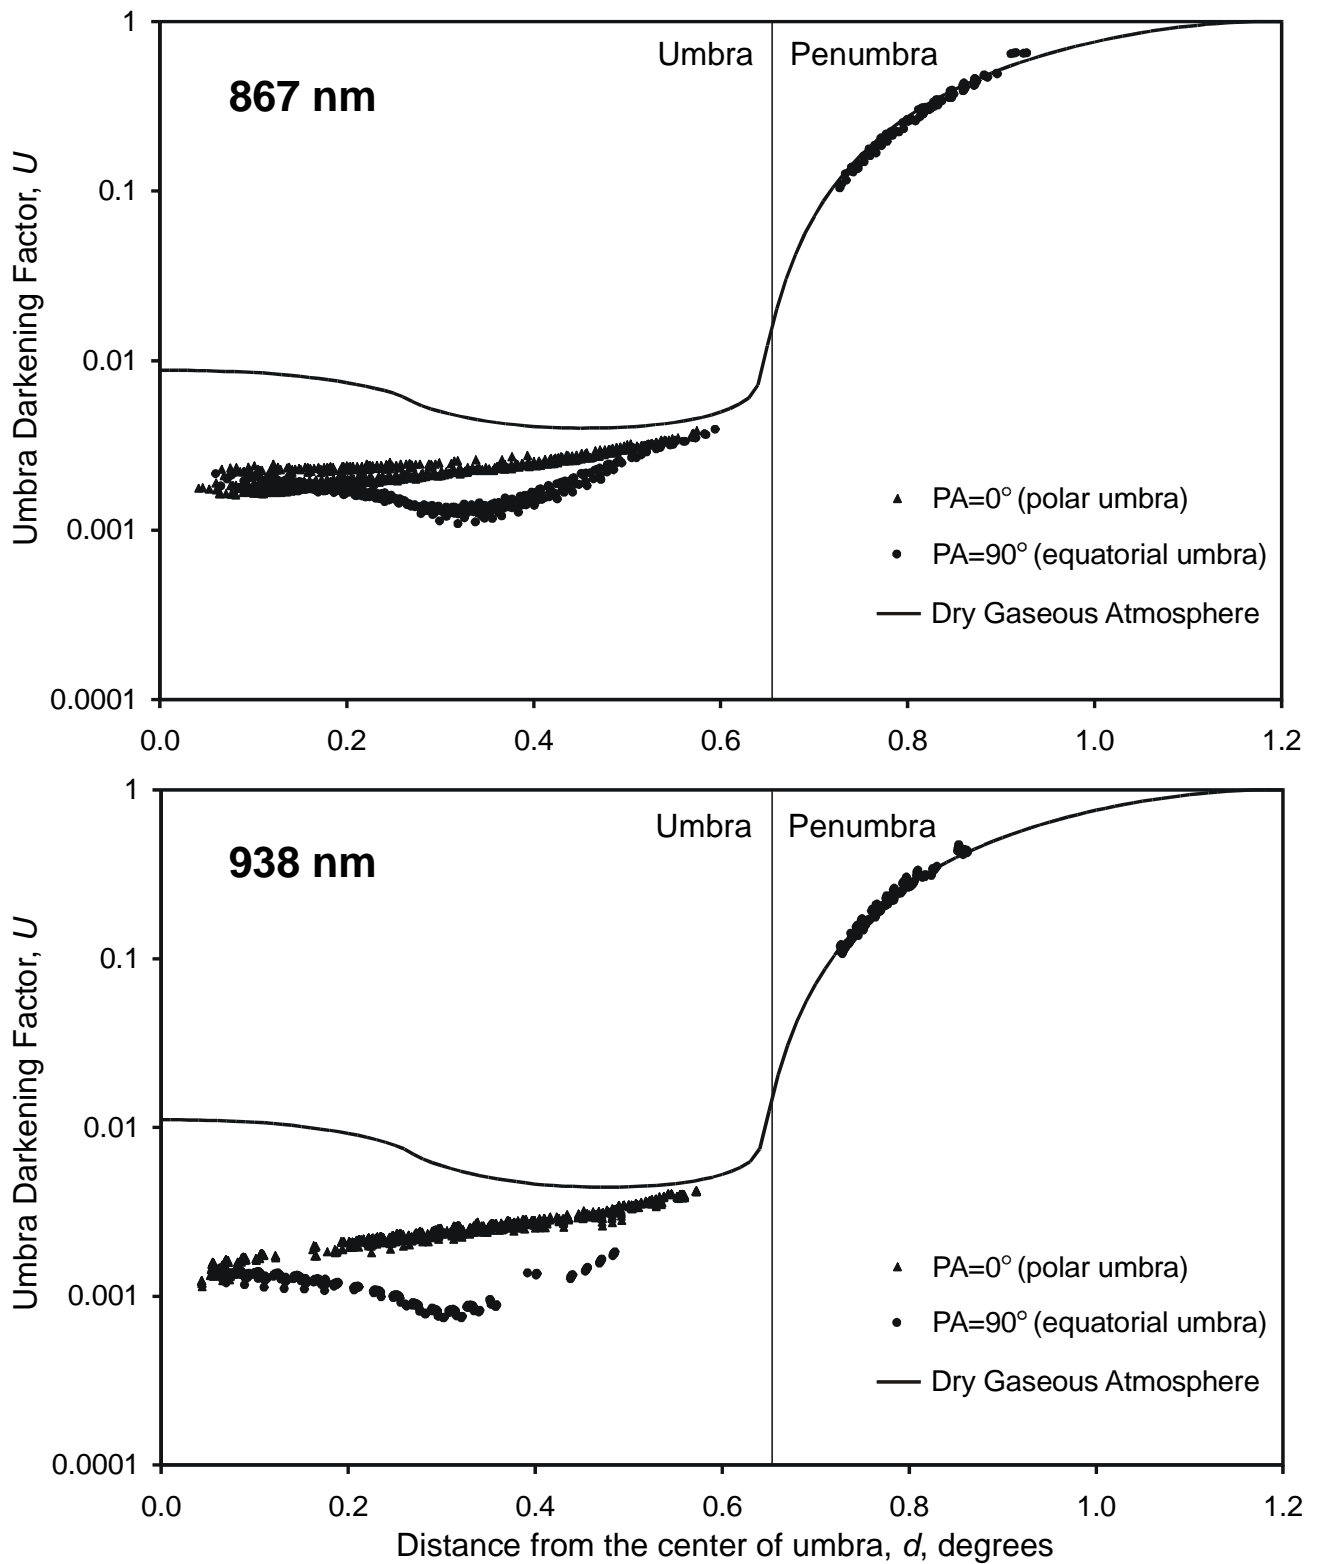 1
Umbra Penumbra
867 nm
0.1
Umbra Darkening Factor, U
0.01
PA=0° (polar umbra)
0.001
PA=90° (equatorial umbra)
Dry Gaseous Atmosphere
0.0001
0.0 0.2 0.4 0.6 0.8 1.0 1.2
1
Umbra Penumbra
938 nm
0.1
Umbra Darkening Factor, U
0.01
PA=0° (polar umbra)
0.001
PA=90° (equatorial umbra)
Dry Gaseous Atmosphere
0.0001
0.0 0.2 0.4 0.6 0.8 1.0 1.2
Distance from the center of umbra, d, degrees